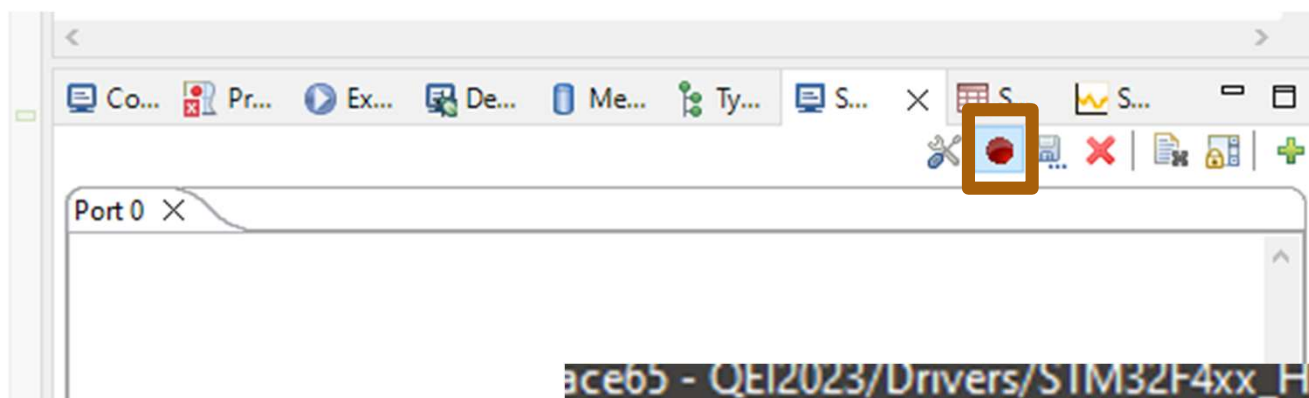 Co... Pr... Ex... De... Me... Ty... S... S... S...
Port 0
ace65 - QEI2023/Drivers/STM32F4xx_H